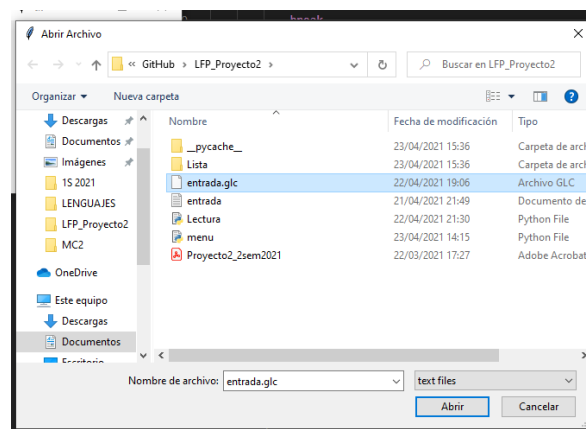 break
Abrir Archivo
« GitHub > LFP_Proyecto2 >
Buscar en LFP_Proyecto2
Organizar
Nueva carpeta
Descargas
Documentos
Imágenes
1S 2021
LENGUAJES
LFP_Proyecto2
MC2
OneDrive
Este equipo
Descargas
Documentos
Escritorio
Nombre Fecha de modificación Tipo
__pycache__ 23/04/2021 15:36 Carpeta de arch
Lista 23/04/2021 15:36 Carpeta de arch
entrada.glc 22/04/2021 19:06 Archivo GLC
entrada 21/04/2021 21:49 Documento de
Lectura 22/04/2021 21:30 Python File
menu 23/04/2021 14:15 Python File
Proyecto2_2sem2021 22/03/2021 17:27 Adobe Acrobat
Nombre de archivo: entrada.glc
text files
Abrir Cancelar